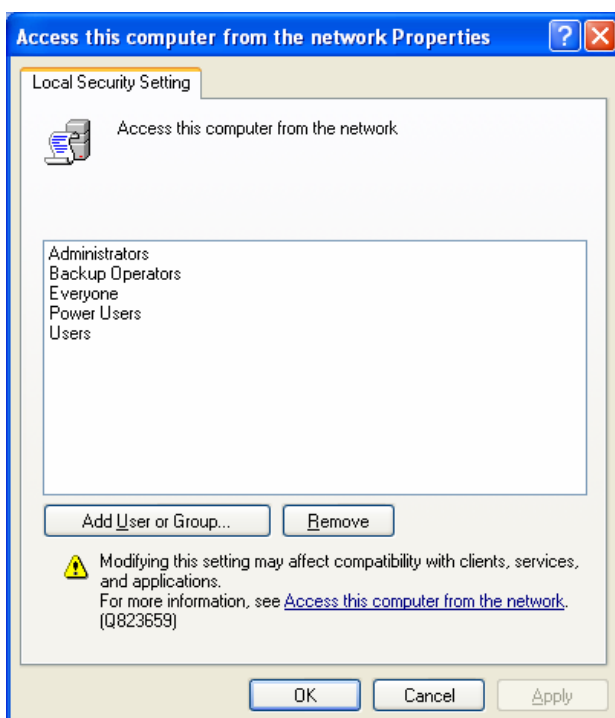 Access this computer from the network Properties
Local Security Setting
Access this computer from the network
Administrators
Backup Operators
Everyone
Power Users
Users
Add User or Group...
Remove
Modifying this setting may affect compatibility with clients, services,
and applications.
For more information, see Access this computer from the network.
(Q823659)
OK
Cancel
Apply